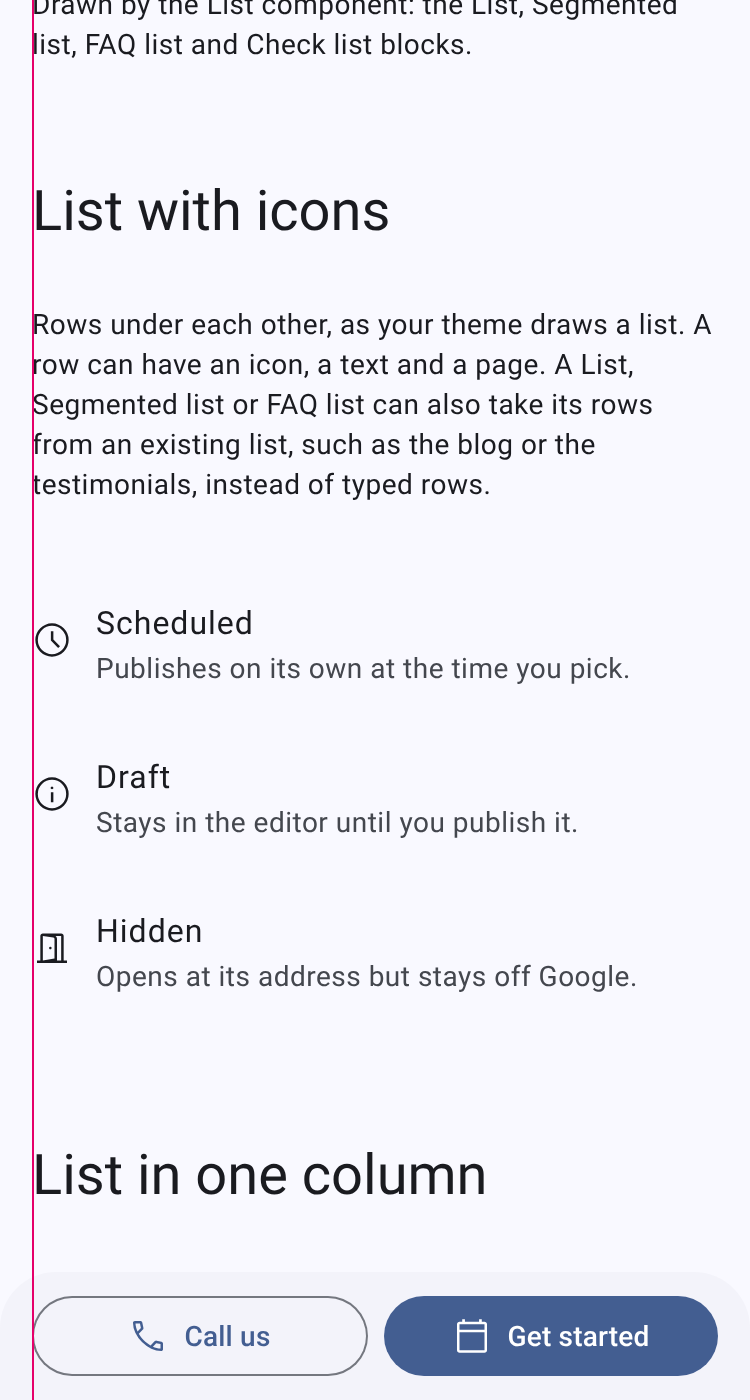 Drawn by the List component: the List, Segmented
list, FAQ list and Check list blocks.
List with icons
Rows under each other, as your theme draws a list. A
row can have an icon, a text and a page. A List,
Segmented list or FAQ list can also take its rows
from an existing list, such as the blog or the
testimonials, instead of typed rows.
Scheduled
Publishes on its own at the time you pick.
Draft
Stays in the editor until you publish it.
Hidden
Opens at its address but stays off Google.
List in one column
Call us
Get started